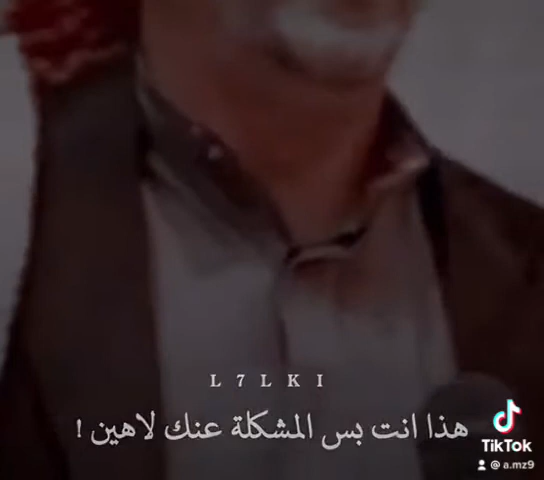 L7LKI
هذا انت بس المشكلة عنك لاهين !
TikTok
@ a.mz9